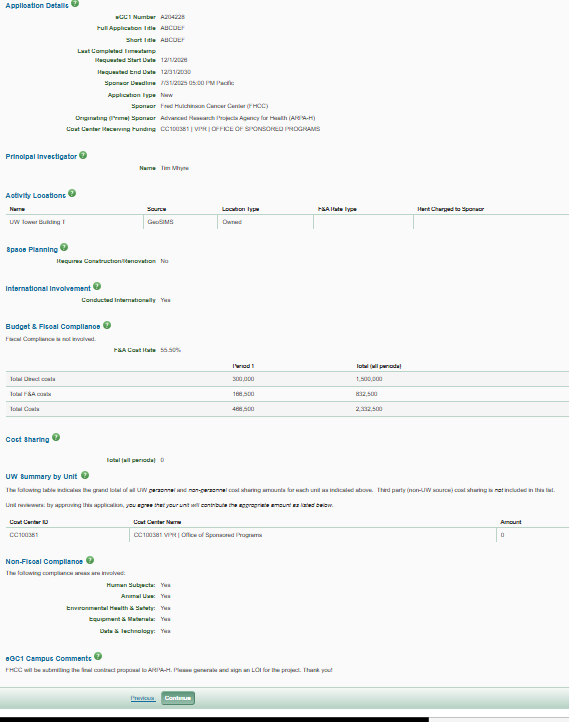 Application Details
eGC1 Number A204228
Full Application Title ABCDEF
Short Title ABCDEF
Last Completed Timestamp
Requested Start Date 12/1/2026
Requested End Date 12/31/2030
Sponsor Deadline 7/31/2025 05:00 PM Pacific
Application Type New
Sponsor Fred Hutchinson Cancer Center (FHCC)
Originating (Prime) Sponsor Advanced Research Projects Agency for Health (ARPA-H)
Cost Center Receiving Funding CC100381 | VPR | OFFICE OF SPONSORED PROGRAMS
Principal Investigator
Name Tim Mhyre
Activity Locations
Name Source Location Type F&A Rate Type Rent Charged to Sponsor
UW Tower Building T GeoSIMS Owned
Space Planning
Requires Construction/Renovation No
International Involvement
Conducted Internationally Yes
Budget & Fiscal Compliance
Fiscal Compliance is not involved.
F&A Cost Rate 55.50%
Period 1 Total (all periods)
Total Direct costs 300,000 1,500,000
Total F&A costs 166,500 832,500
Total Costs 466,500 2,332,500
Cost Sharing
Total (all periods) 0
UW Summary by Unit
The following table indicates the grand total of all UW personnel and non-personnel cost sharing amounts for each unit as indicated above. Third party (non-UW source) cost sharing is not included in this list.
Unit reviewers: by approving this application, you agree that your unit will contribute the appropriate amount as listed below.
Cost Center ID Cost Center Name Amount
CC100381 CC100381 VPR | Office of Sponsored Programs 0
Non-Fiscal Compliance
The following compliance areas are involved:
Human Subjects: Yes
Animal Use: Yes
Environmental Health & Safety: Yes
Equipment & Materials: Yes
Data & Technology: Yes
eGC1 Campus Comments
FHCC will be submitting the final contract proposal to ARPA-H. Please generate and sign an LOI for the project. Thank you!
Previous Continue